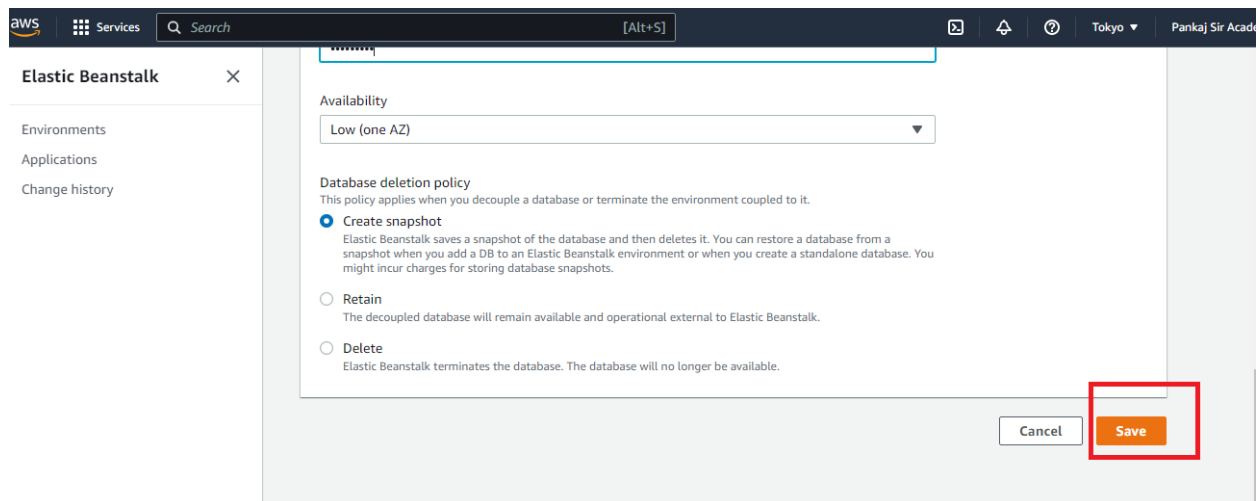 aws
Services
Search
[Alt+S]
Tokyo
Pankaj Sir Acade
Elastic Beanstalk
Environments
Applications
Change history
Availability
Low (one AZ)
Database deletion policy
This policy applies when you decouple a database or terminate the environment coupled to it.
Create snapshot
Elastic Beanstalk saves a snapshot of the database and then deletes it. You can restore a database from a
snapshot when you add a DB to an Elastic Beanstalk environment or when you create a standalone database. You
might incur charges for storing database snapshots.
Retain
The decoupled database will remain available and operational external to Elastic Beanstalk.
Delete
Elastic Beanstalk terminates the database. The database will no longer be available.
Cancel
Save